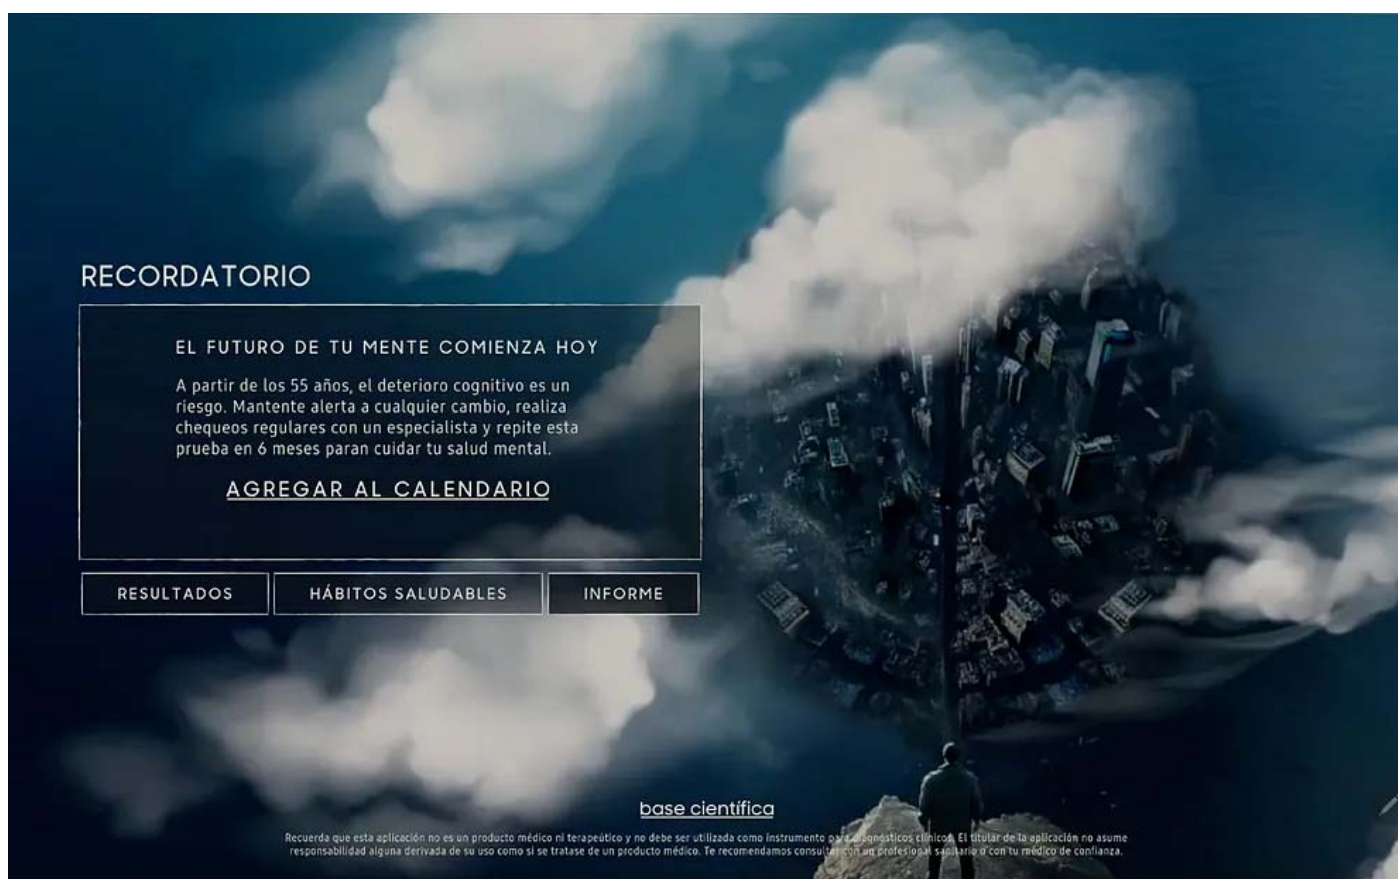 RECORDATORIO
EL FUTURO DE TU MENTE COMIENZA HOY
A partir de los 55 años, el deterioro cognitivo es un
riesgo. Mantente alerta a cualquier cambio, realiza
chequeos regulares con un especialista y repite esta
prueba en 6 meses paran cuidar tu salud mental.
AGREGAR AL CALENDARIO
RESULTADOS
HÁBITOS SALUDABLES
INFORME
base científica
Recuerda que esta aplicación no es un producto médico ni terapéutico y no debe ser utilizada como instrumento para diagnósticos clínicos. El titular de la aplicación no asume
responsabilidad alguna derivada de su uso como si se tratase de un producto médico. Te recomendamos consultar con un profesional sanitario o con tu médico de confianza.